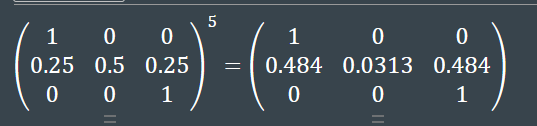 ( 1 0 0 )^5 = ( 1 0 0 )
( 0.25 0.5 0.25 ) = ( 0.484 0.0313 0.484 )
( 0 0 1 ) ( 0 0 1 )